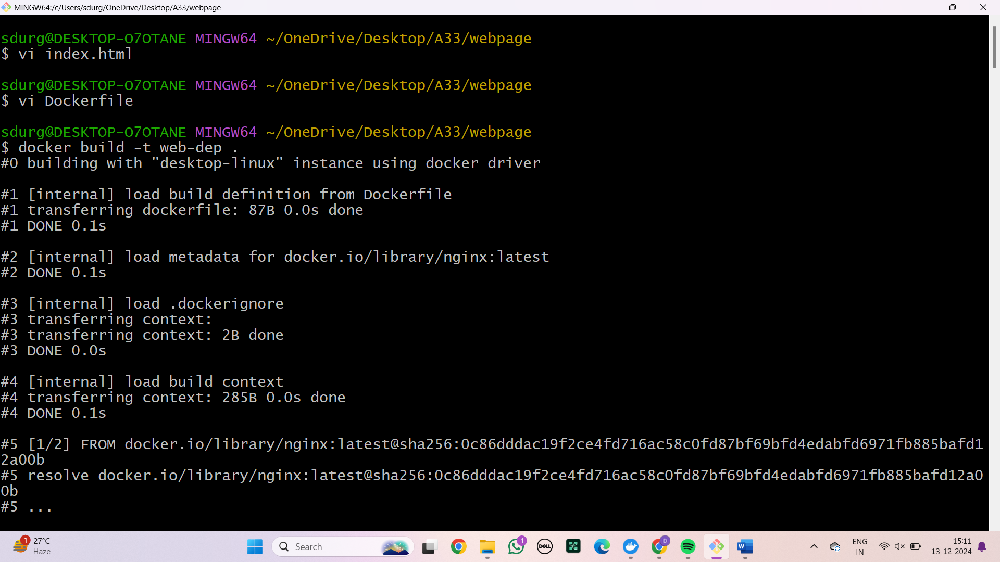 MINGW64:/c/Users/sdurg/OneDrive/Desktop/A33/webpage
sdurg@DESKTOP-O7OTANE MINGW64 ~/OneDrive/Desktop/A33/webpage
$ vi index.html
sdurg@DESKTOP-O7OTANE MINGW64 ~/OneDrive/Desktop/A33/webpage
$ vi Dockerfile
sdurg@DESKTOP-O7OTANE MINGW64 ~/OneDrive/Desktop/A33/webpage
$ docker build -t web-dep .
#0 building with "desktop-linux" instance using docker driver
#1 [internal] load build definition from Dockerfile
#1 transferring dockerfile: 87B 0.0s done
#1 DONE 0.1s
#2 [internal] load metadata for docker.io/library/nginx:latest
#2 DONE 0.1s
#3 [internal] load .dockerignore
#3 transferring context:
#3 transferring context: 2B done
#3 DONE 0.0s
#4 [internal] load build context
#4 transferring context: 285B 0.0s done
#4 DONE 0.1s
#5 [1/2] FROM docker.io/library/nginx:latest@sha256:0c86dddac19f2ce4fd716ac58c0fd87bf69bfd4edabfd6971fb885bafd1
2a00b
#5 resolve docker.io/library/nginx:latest@sha256:0c86dddac19f2ce4fd716ac58c0fd87bf69bfd4edabfd6971fb885bafd12a0
0b
#5 ...
1
27°C
Haze
Search
1
DELL
D
W
ENG
IN
15:11
13-12-2024